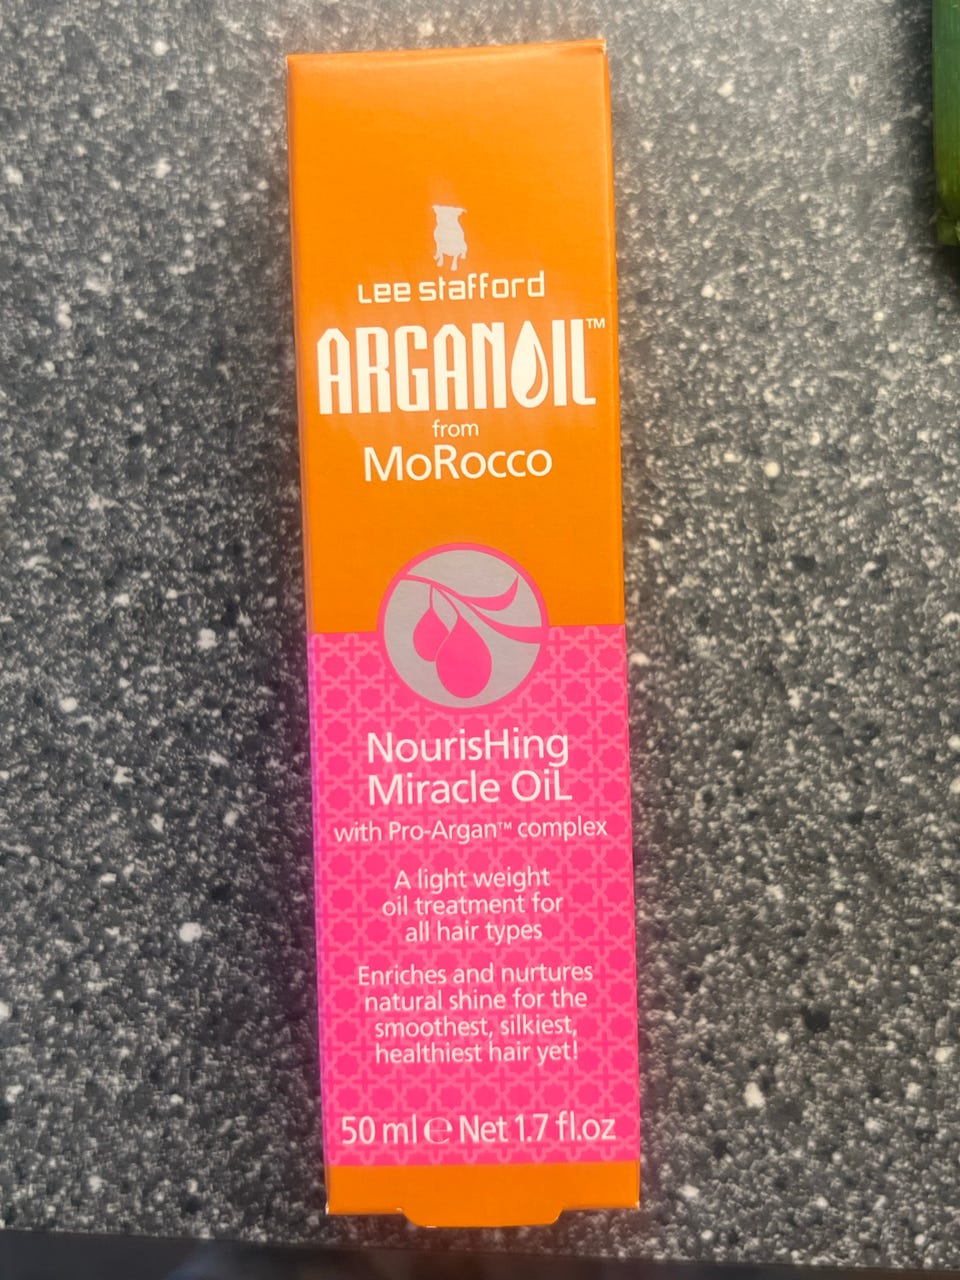 Lee stafford
ARGANOIL™
from
MoRocco
NourisHing
Miracle OiL
with Pro-Argan™ complex
A light weight
oil treatment for
all hair types
Enriches and nurtures
natural shine for the
smoothest, silkiest,
healthiest hair yet!
50 ml ℮ Net 1.7 fl.oz